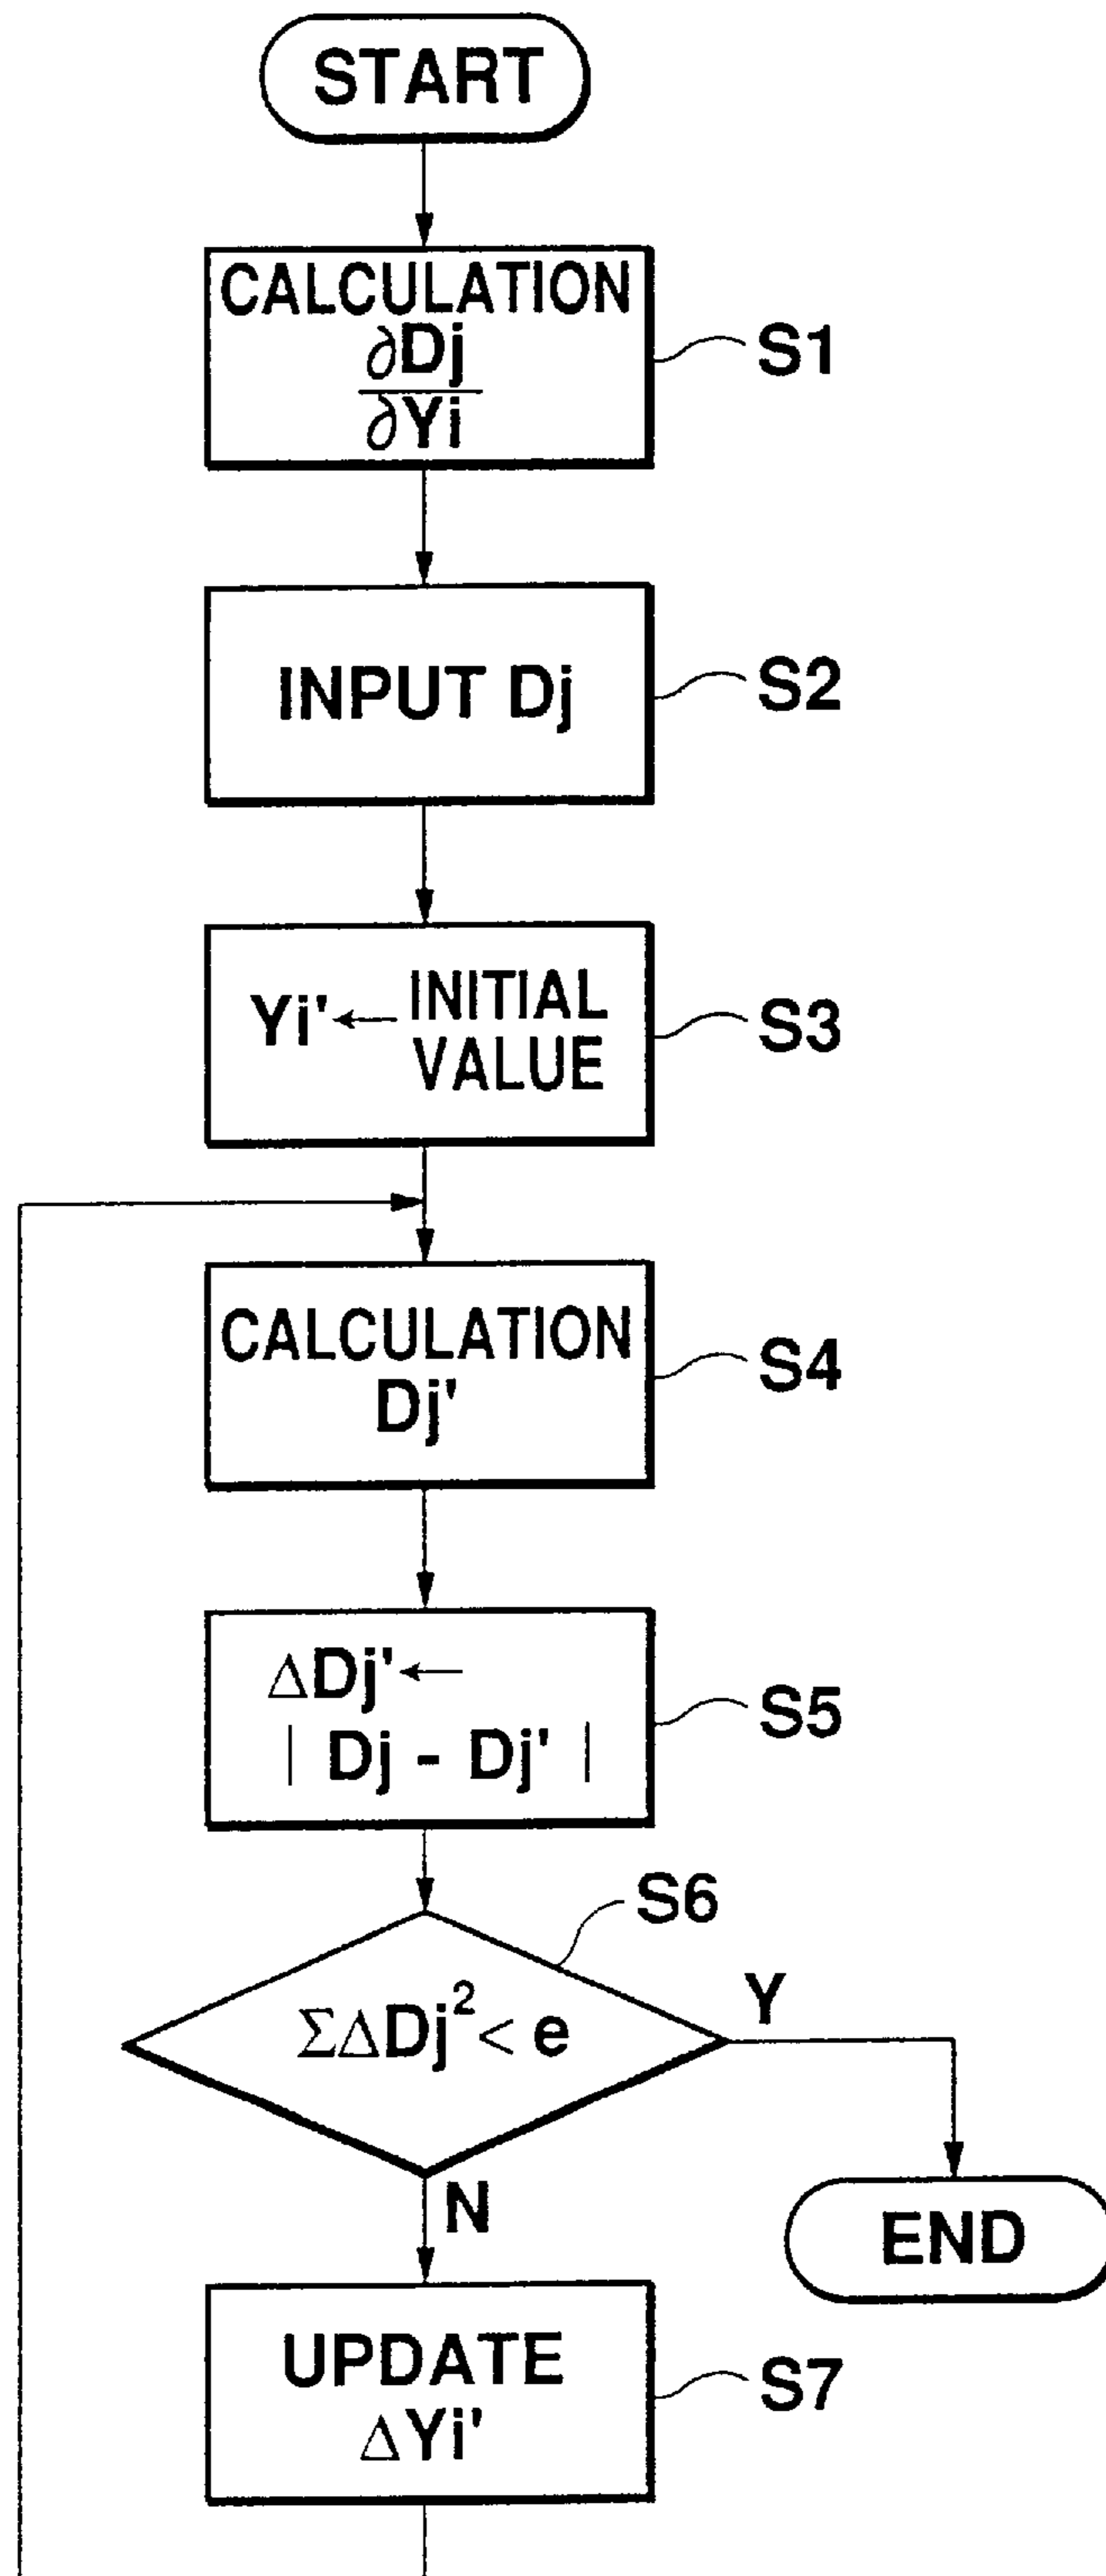 START
CALCULATION
∂Dj
∂Yi
S1
INPUT Dj
S2
Yi' ← INITIAL
VALUE
S3
CALCULATION
Dj'
S4
ΔDj' ←
| Dj - Dj' |
S5
S6
ΣΔDj² < e
Y
N
END
UPDATE
ΔYi'
S7